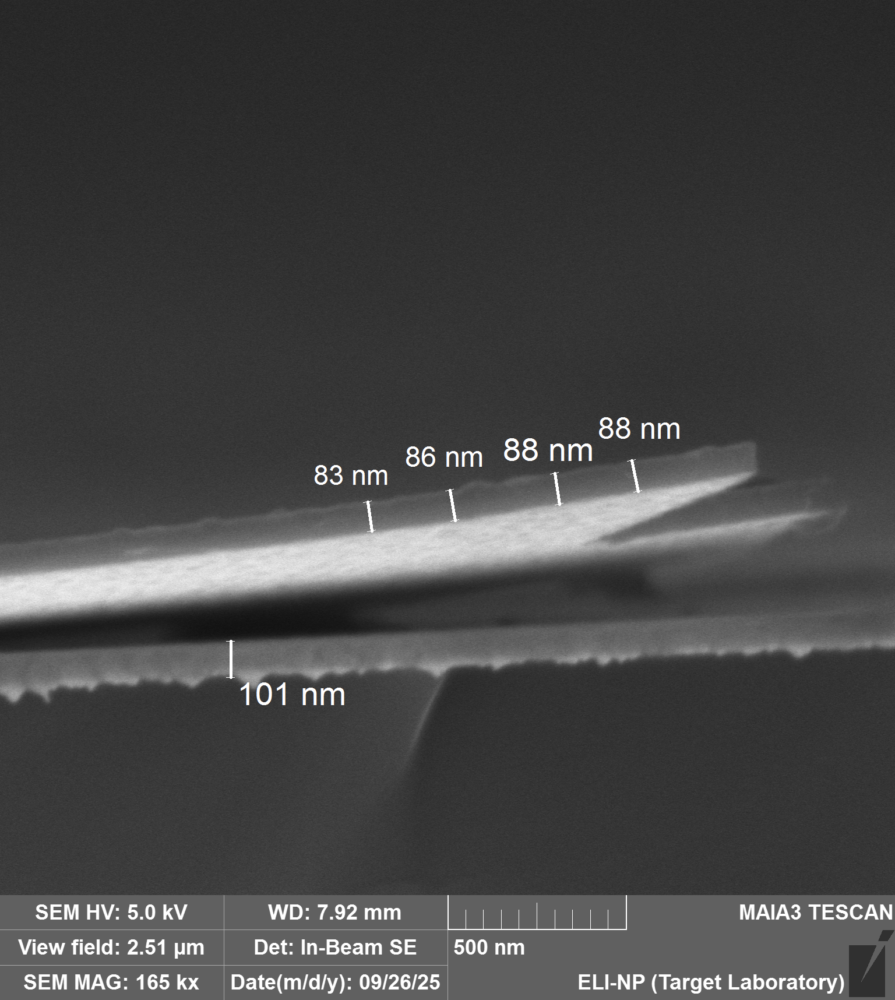 88 nm
88 nm
86 nm
83 nm
101 nm
SEM HV: 5.0 kV
WD: 7.92 mm
MAIA3 TESCAN
View field: 2.51 µm
Det: In-Beam SE
500 nm
SEM MAG: 165 kx
Date(m/d/y): 09/26/25
ELI-NP (Target Laboratory)